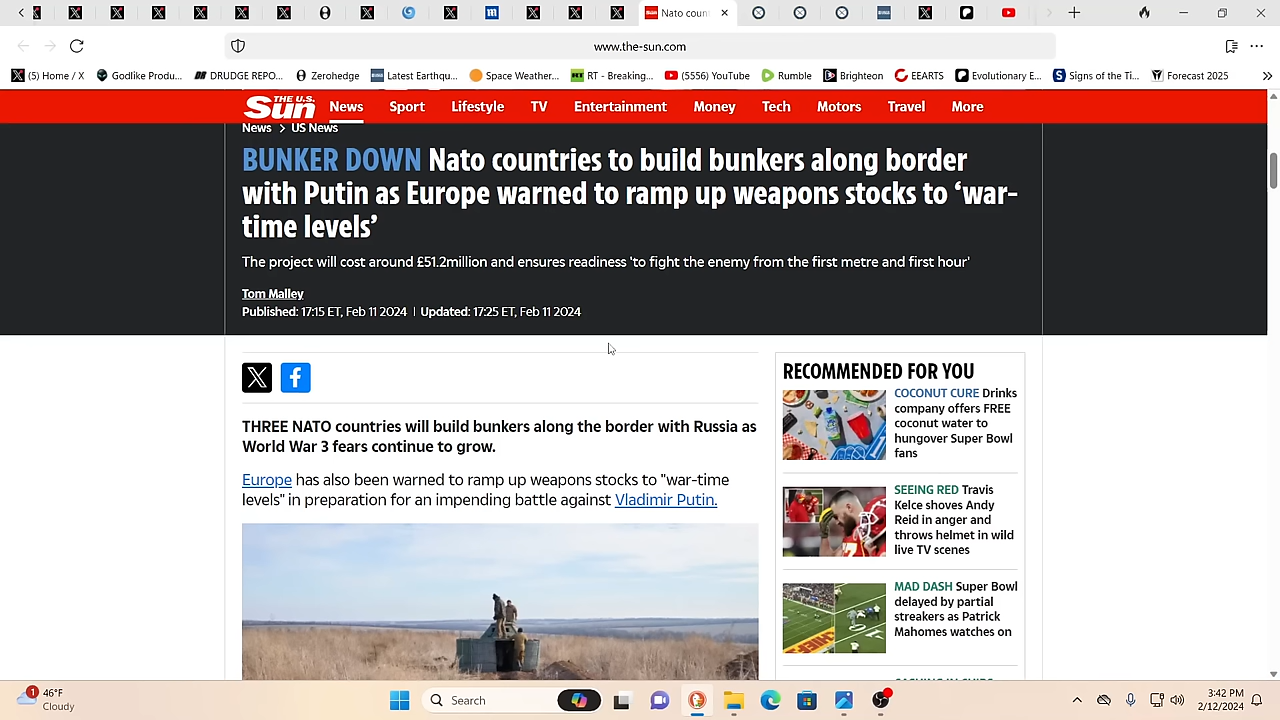 Nato coun
www.the-sun.com
(5) Home / X
Godlike Produ...
DRUDGE REPO...
Zerohedge
Latest Earthqu...
Space Weather...
RT - Breaking...
(5556) YouTube
Rumble
Brighteon
EEARTS
Evolutionary E...
Signs of the Ti...
Forecast 2025
THE U.S. Sun
News
Sport
Lifestyle
TV
Entertainment
Money
Tech
Motors
Travel
More
News > US News
BUNKER DOWN Nato countries to build bunkers along border
with Putin as Europe warned to ramp up weapons stocks to ‘war-
time levels’
The project will cost around £51.2million and ensures readiness 'to fight the enemy from the first metre and first hour'
Tom Malley
Published: 17:15 ET, Feb 11 2024 | Updated: 17:25 ET, Feb 11 2024
THREE NATO countries will build bunkers along the border with Russia as
World War 3 fears continue to grow.
Europe has also been warned to ramp up weapons stocks to "war-time
levels" in preparation for an impending battle against Vladimir Putin.
RECOMMENDED FOR YOU
COCONUT CURE Drinks
company offers FREE
coconut water to
hungover Super Bowl
fans
SEEING RED Travis
Kelce shoves Andy
Reid in anger and
throws helmet in wild
live TV scenes
MAD DASH Super Bowl
delayed by partial
streakers as Patrick
Mahomes watches on
1
46°F
Cloudy
Search
3:42 PM
2/12/2024